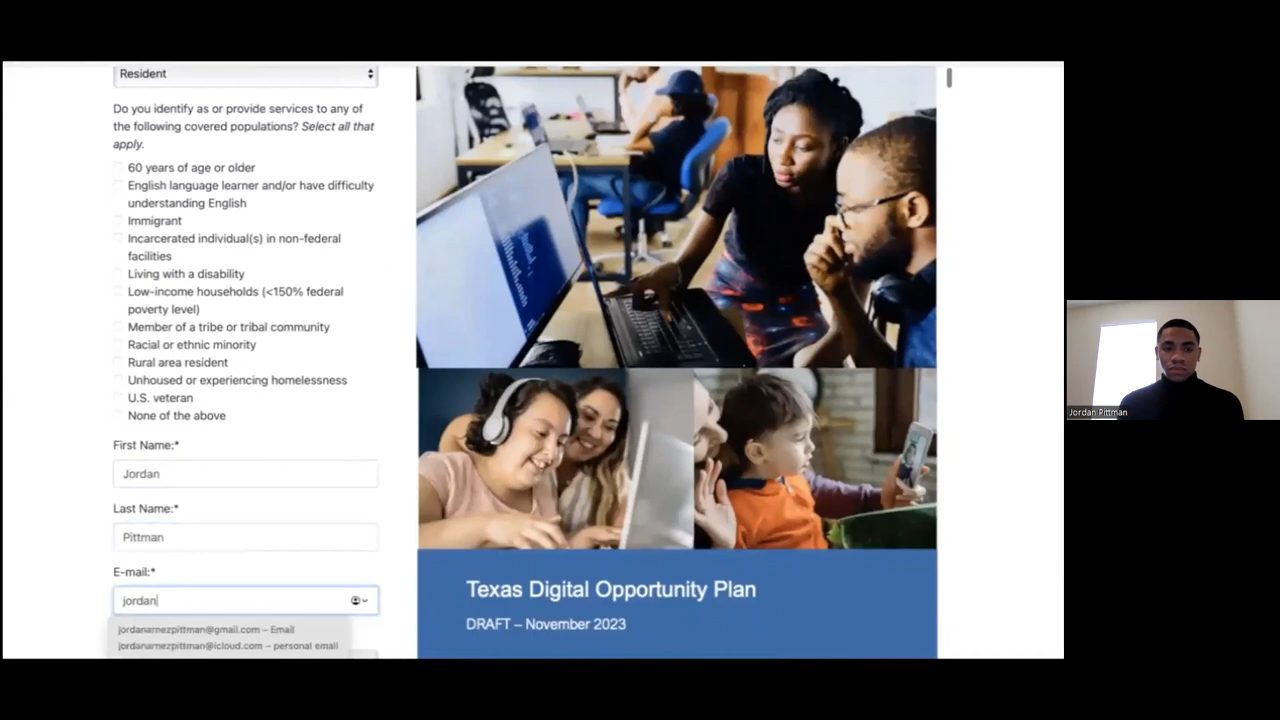 Resident
Do you identify as or provide services to any of
the following covered populations? Select all that
apply.
60 years of age or older
English language learner and/or have difficulty
understanding English
Immigrant
Incarcerated individual(s) in non-federal
facilities
Living with a disability
Low-income households (<150% federal
poverty level)
Member of a tribe or tribal community
Racial or ethnic minority
Rural area resident
Unhoused or experiencing homelessness
U.S. veteran
None of the above
First Name:*
Jordan
Last Name:*
Pittman
E-mail:*
jordan
jordanamezpittman@gmail.com – Email
jordanamezpittman@icloud.com – personal email
Texas Digital Opportunity Plan
DRAFT – November 2023
Jordan Pittman